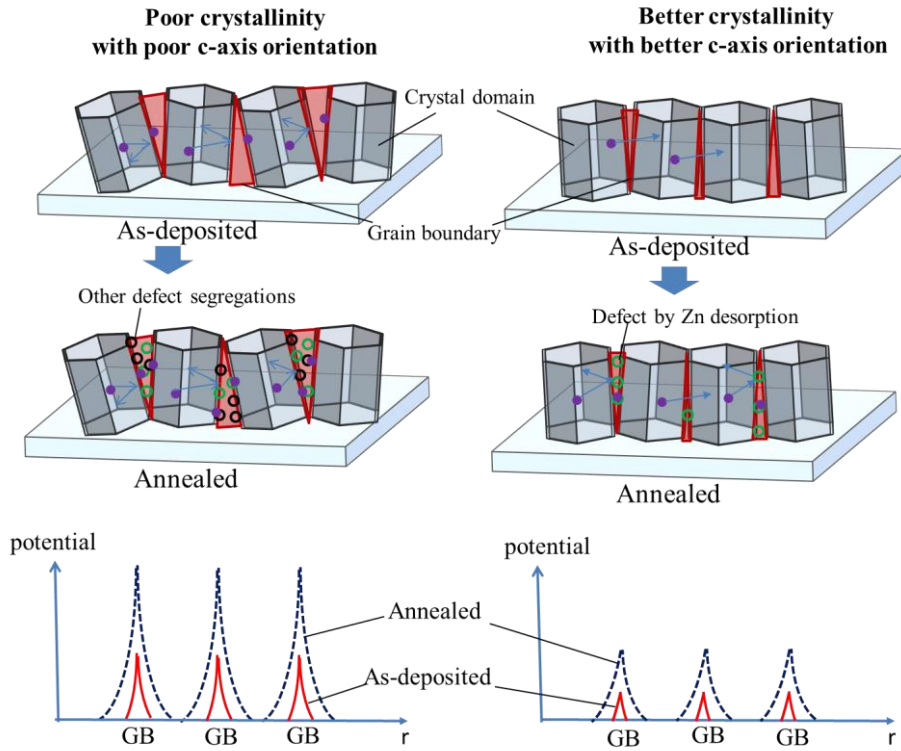 Poor crystallinity
with poor c-axis orientation
Better crystallinity
with better c-axis orientation
Crystal domain
Grain boundary
As-deposited
As-deposited
Other defect segregations
Defect by Zn desorption
Annealed
Annealed
potential
potential
Annealed
As-deposited
GB GB GB r
GB GB GB r